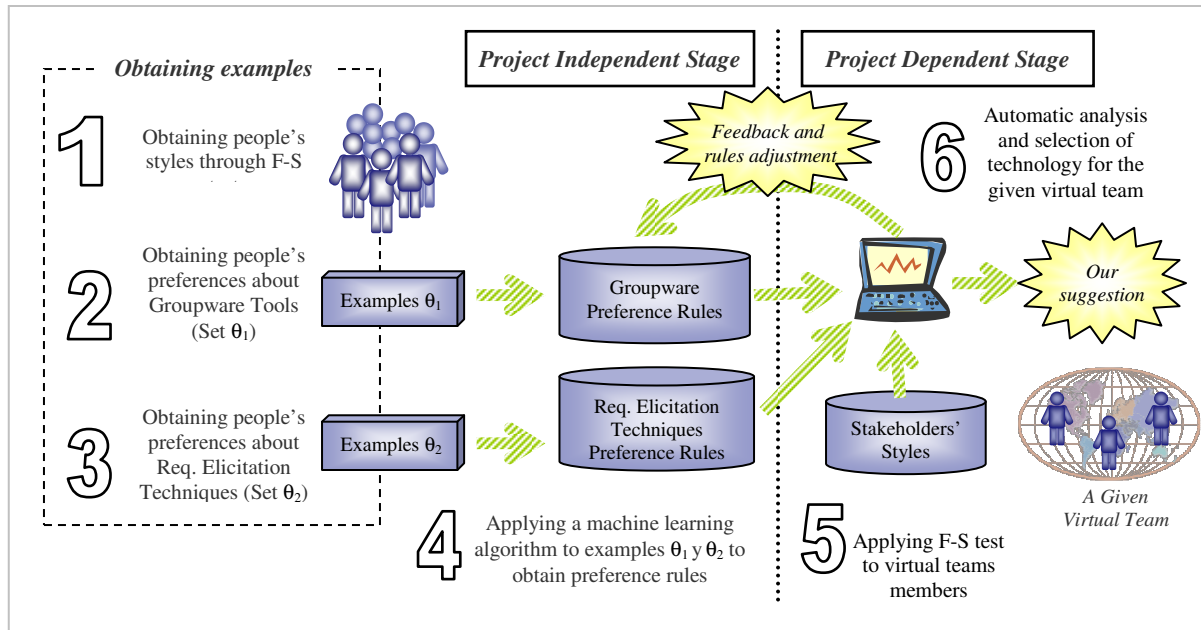 Obtaining examples
Project Independent Stage
Project Dependent Stage
1
Obtaining people’s
styles through F-S
2
Obtaining people’s
preferences about
Groupware Tools
(Set θ1)
3
Obtaining people’s
preferences about
Req. Elicitation
Techniques (Set θ2)
Examples θ1
Examples θ2
Groupware
Preference Rules
Req. Elicitation
Techniques
Preference Rules
4
Applying a machine learning
algorithm to examples θ1 y θ2 to
obtain preference rules
Feedback and
rules adjustment
6
Automatic analysis
and selection of
technology for the
given virtual team
Our
suggestion
Stakeholders’
Styles
A Given
Virtual Team
5
Applying F-S test
to virtual teams
members